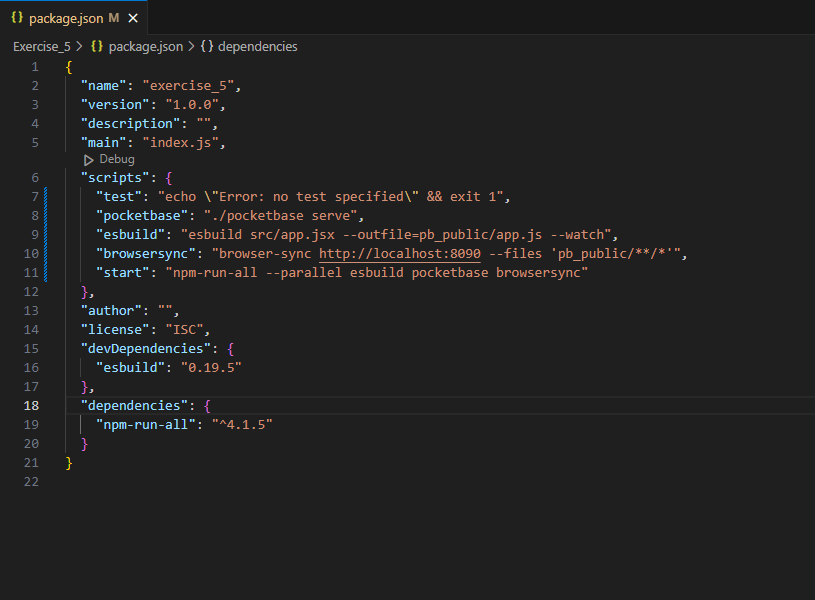 {} package.json M ×
Exercise_5 > {} package.json > {} dependencies
1 {
2 "name": "exercise_5",
3 "version": "1.0.0",
4 "description": "",
5 "main": "index.js",
Debug
6 "scripts": {
7 "test": "echo \"Error: no test specified\" && exit 1",
8 "pocketbase": "./pocketbase serve",
9 "esbuild": "esbuild src/app.jsx --outfile=pb_public/app.js --watch",
10 "browsersync": "browser-sync http://localhost:8090 --files 'pb_public/**/*'",
11 "start": "npm-run-all --parallel esbuild pocketbase browsersync"
12 },
13 "author": "",
14 "license": "ISC",
15 "devDependencies": {
16 "esbuild": "0.19.5"
17 },
18 "dependencies": {
19 "npm-run-all": "^4.1.5"
20 }
21 }
22